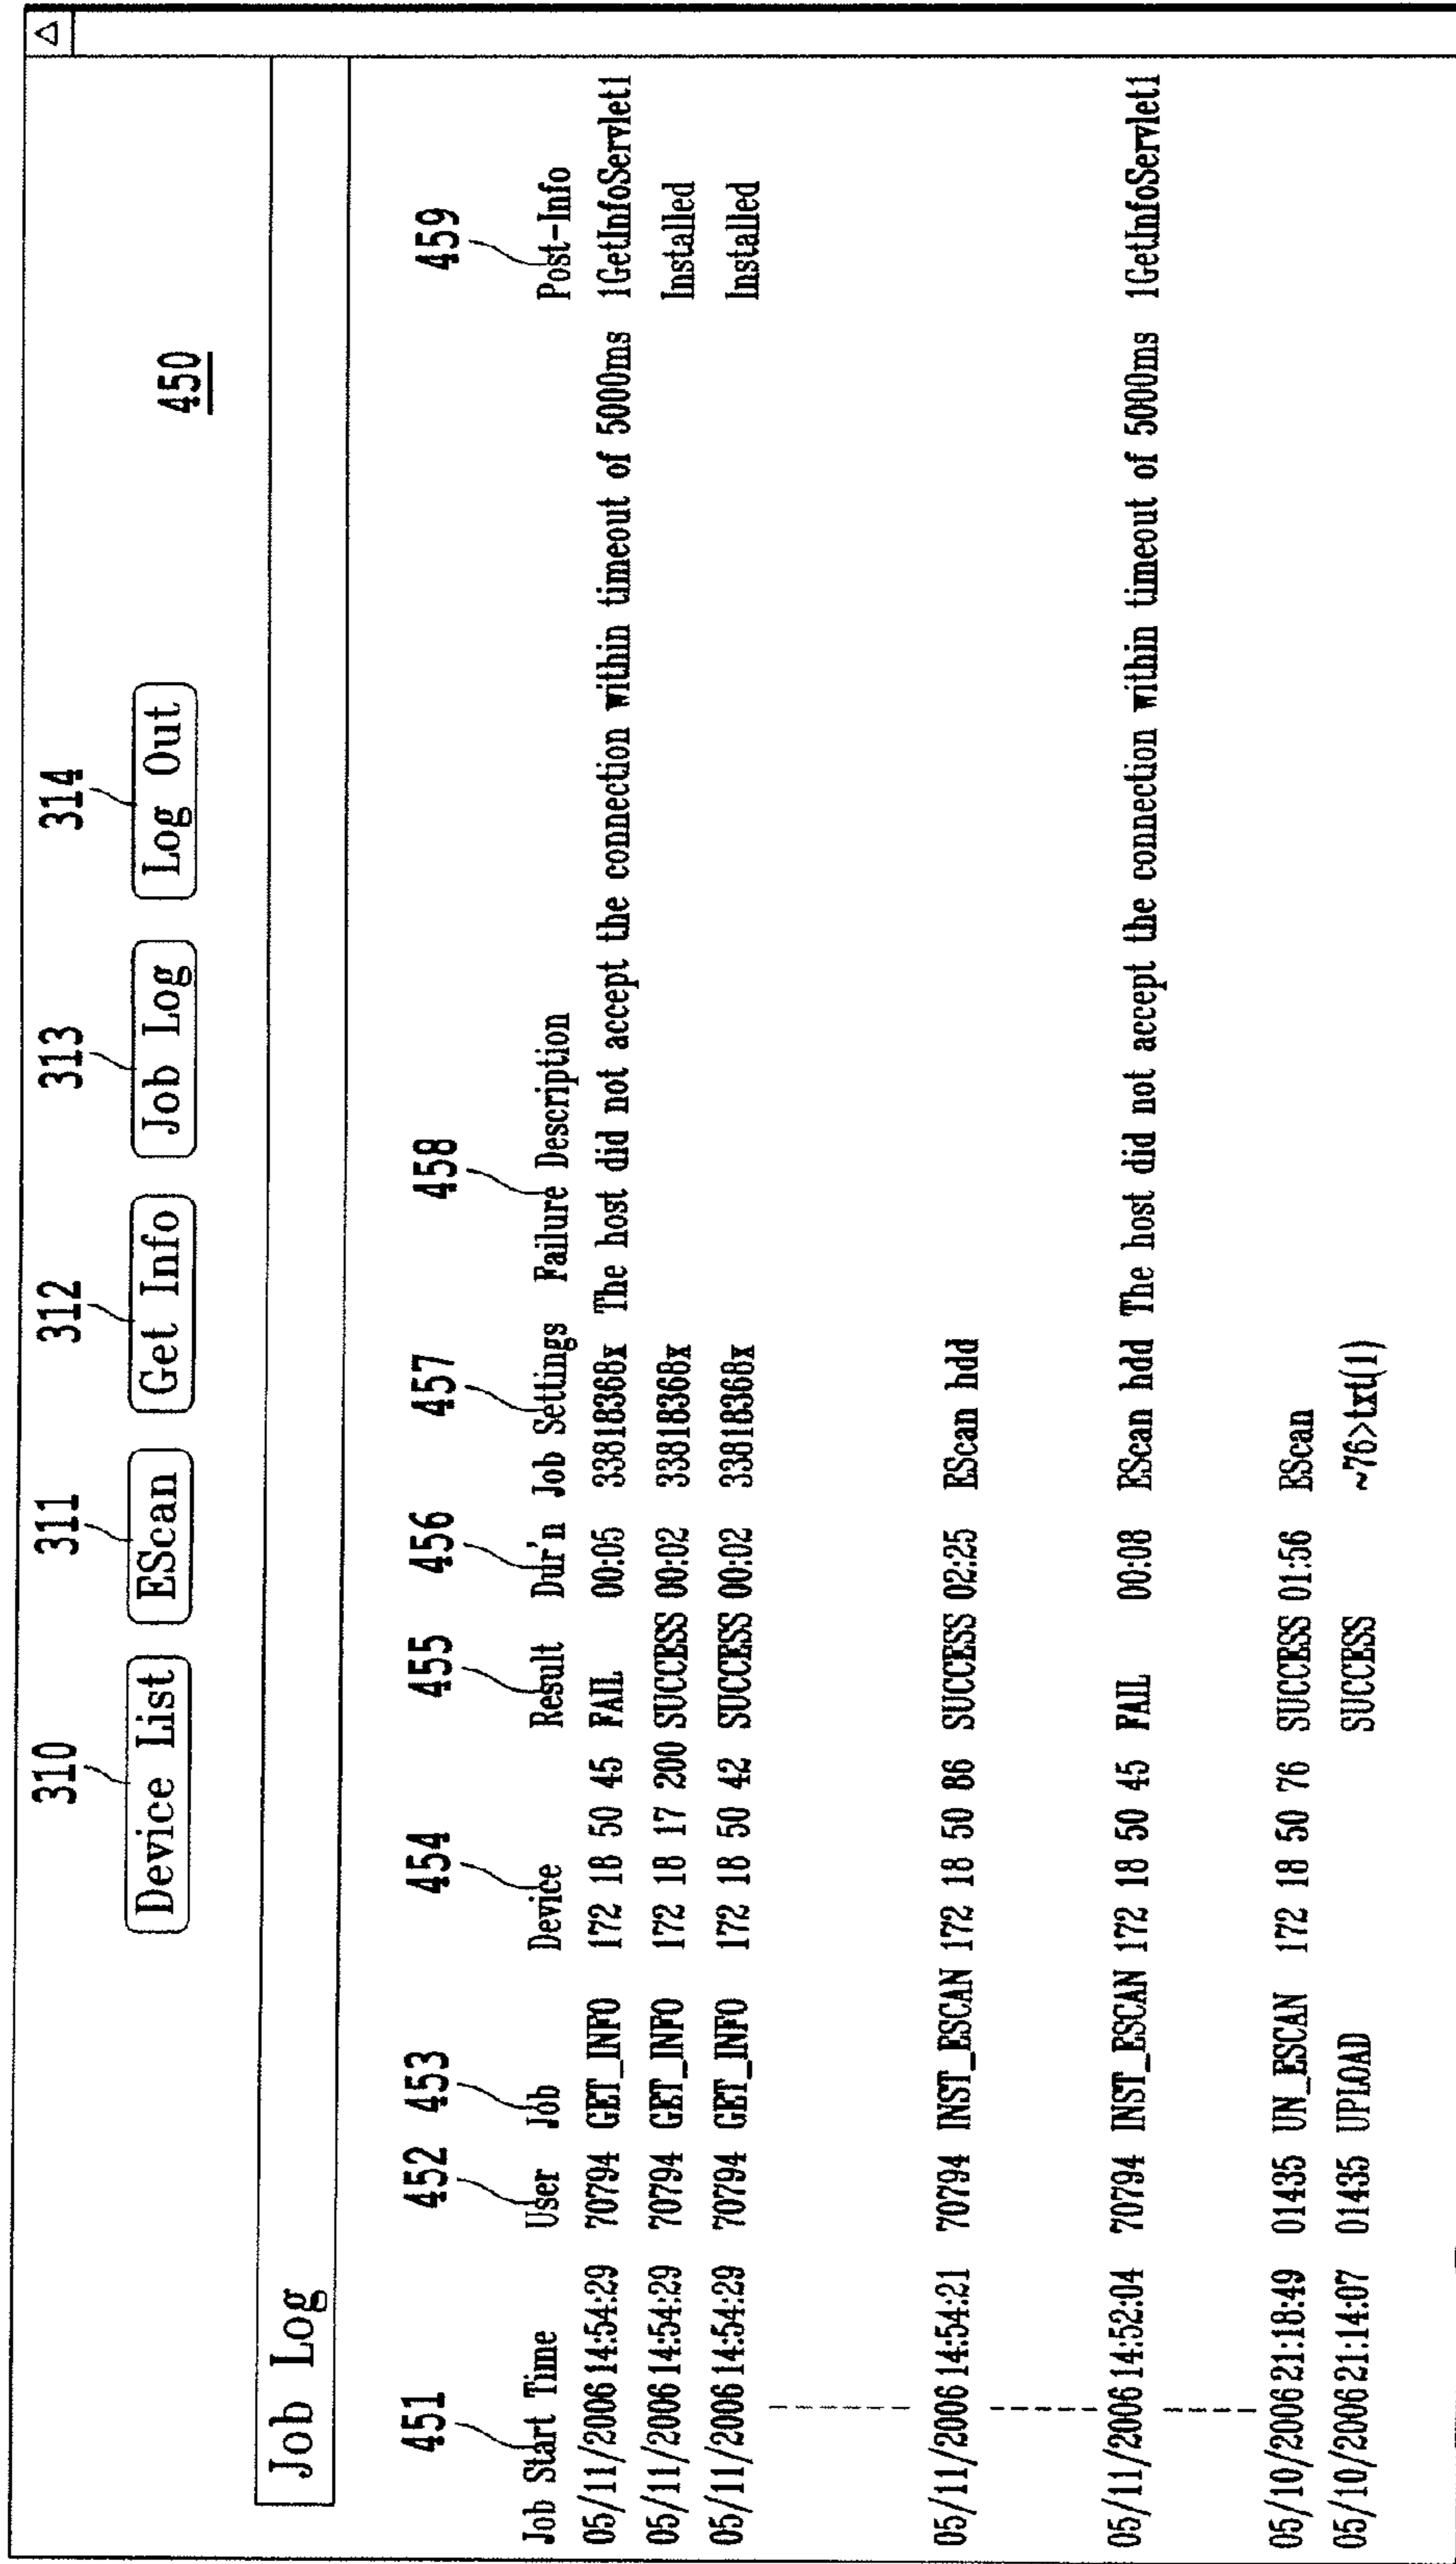 310 311 312 313 314
Device List EScan Get Info Job Log Log Out
450
Job Log
451 452 453 454 455 456 457 458 459
Job Start Time User Job Device Result Dur'n Job Settings Failure Description Post-Info
05/11/2006 14:54:29 70794 GET_INFO 172 18 50 45 FAIL 00:05 33818368x The host did not accept the connection within timeout of 5000ms 1GetInfoServlet1
05/11/2006 14:54:29 70794 GET_INFO 172 18 17 200 SUCCESS 00:02 33818368x Installed
05/11/2006 14:54:29 70794 GET_INFO 172 18 50 42 SUCCESS 00:02 33818368x Installed
05/11/2006 14:54:21 70794 INST_ESCAN 172 18 50 86 SUCCESS 02:25 EScan hdd
05/11/2006 14:52:04 70794 INST_ESCAN 172 18 50 45 FAIL 00:08 EScan hdd The host did not accept the connection within timeout of 5000ms 1GetInfoServlet1
05/10/2006 21:18:49 01435 UN_ESCAN 172 18 50 76 SUCCESS 01:56 EScan
05/10/2006 21:14:07 01435 UPLOAD SUCCESS ~76>txt(1)